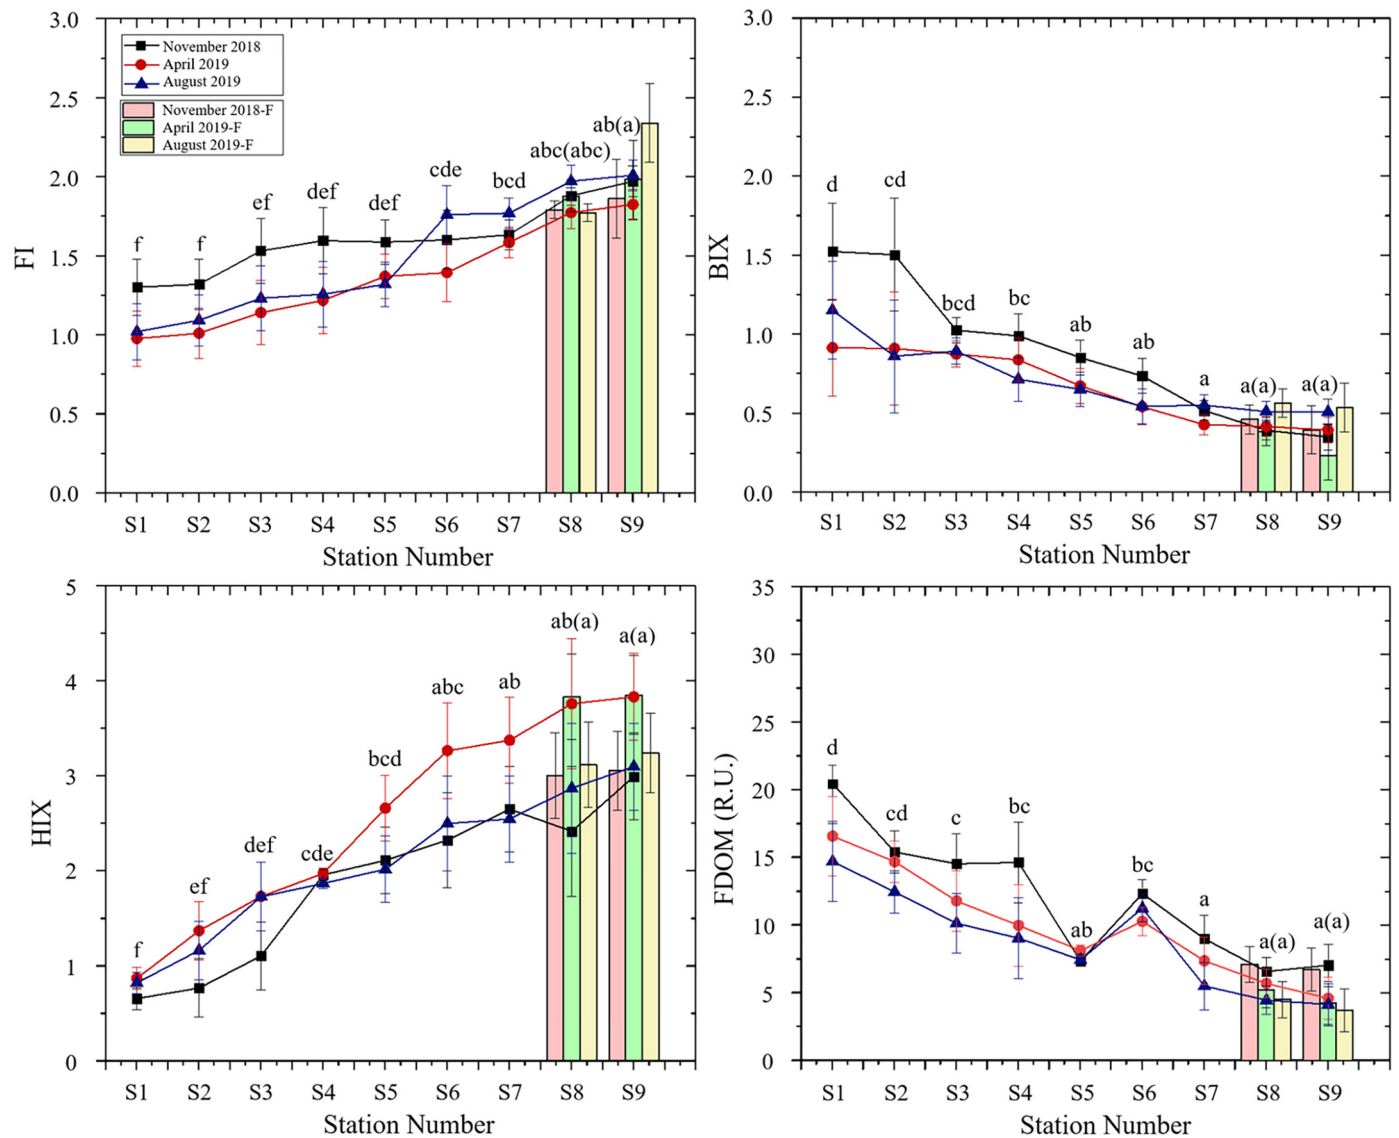 3.0
2.5
2.0
1.5
1.0
0.5
0.0
FI
November 2018
April 2019
August 2019
November 2018-F
April 2019-F
August 2019-F
f
f
ef
def
def
cde
bcd
abc(abc)
ab(a)
S1 S2 S3 S4 S5 S6 S7 S8 S9
Station Number
3.0
2.5
2.0
1.5
1.0
0.5
0.0
BIX
d
cd
bcd
bc
ab
ab
a
a(a)
a(a)
S1 S2 S3 S4 S5 S6 S7 S8 S9
Station Number
5
4
3
2
1
0
HIX
f
ef
def
cde
bcd
abc
ab
ab(a)
a(a)
S1 S2 S3 S4 S5 S6 S7 S8 S9
Station Number
35
30
25
20
15
10
5
0
FDOM (R.U.)
d
cd
c
bc
ab
bc
a
a(a)
a(a)
S1 S2 S3 S4 S5 S6 S7 S8 S9
Station Number